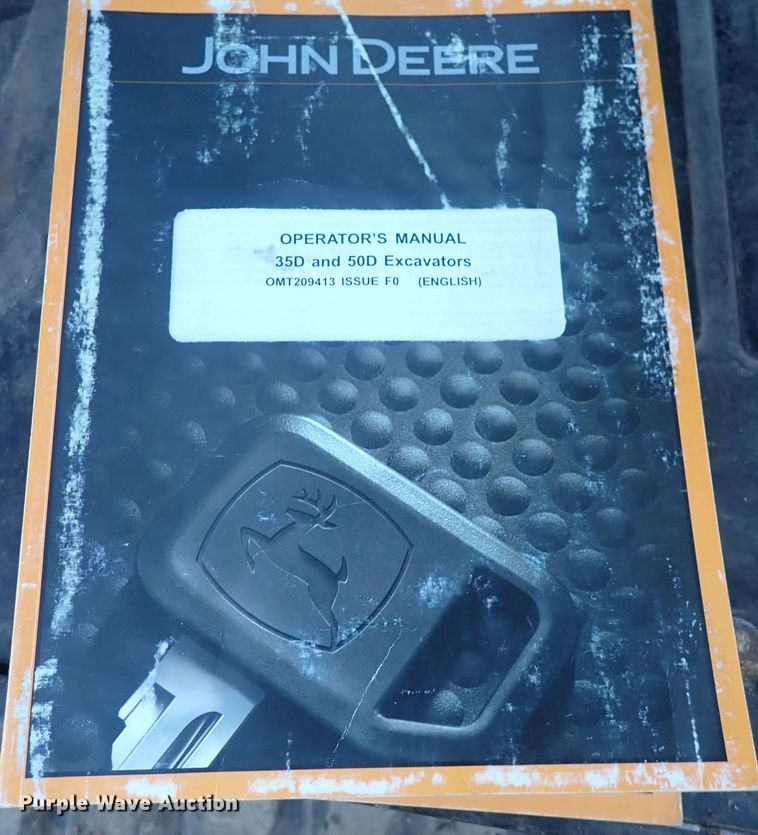 JOHN DEERE
OPERATOR'S MANUAL
35D and 50D Excavators
OMT209413 ISSUE F0 (ENGLISH)
Purple Wave Auction